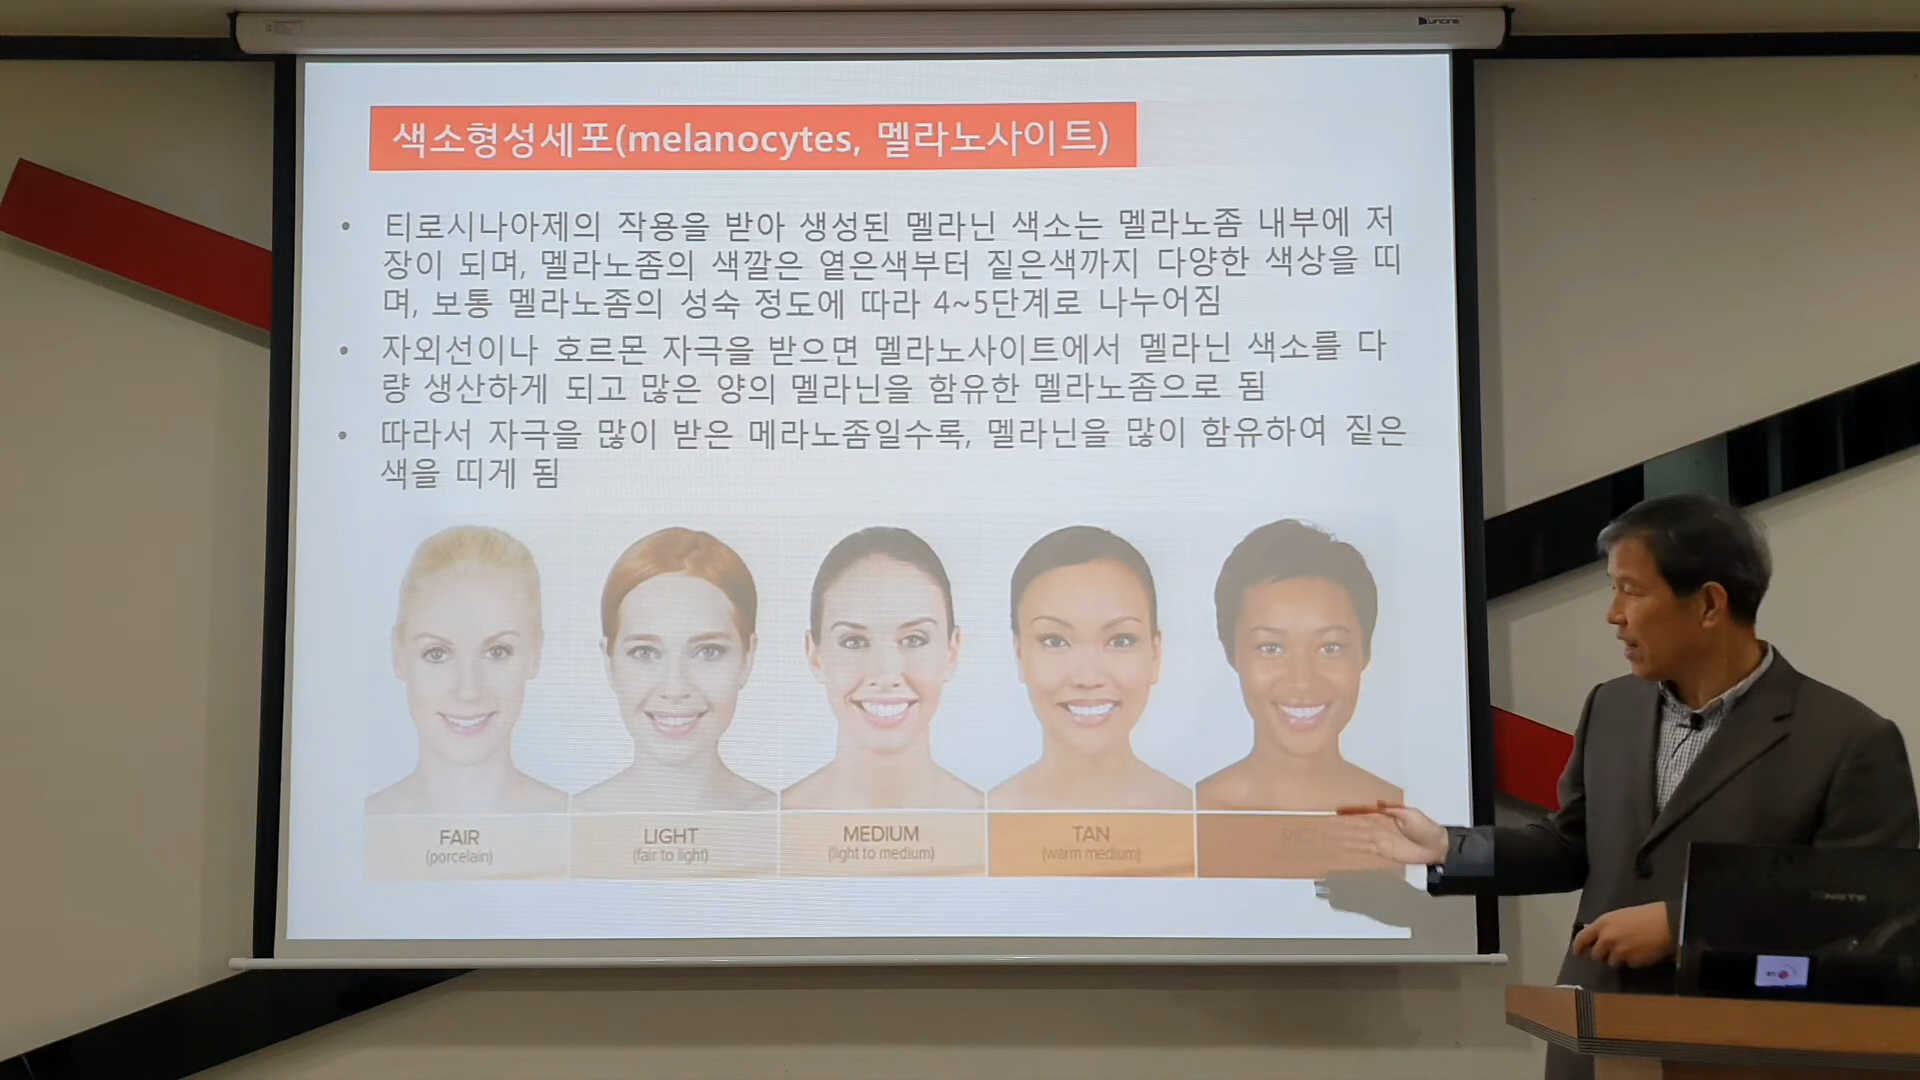 색소형성세포(melanocytes, 멜라노사이트)
• 티로시나아제의 작용을 받아 생성된 멜라닌 색소는 멜라노좀 내부에 저
장이 되며, 멜라노좀의 색깔은 옅은색부터 짙은색까지 다양한 색상을 띠
며, 보통 멜라노좀의 성숙 정도에 따라 4~5단계로 나누어짐
• 자외선이나 호르몬 자극을 받으면 멜라노사이트에서 멜라닌 색소를 다
량 생산하게 되고 많은 양의 멜라닌을 함유한 멜라노좀으로 됨
• 따라서 자극을 많이 받은 메라노좀일수록, 멜라닌을 많이 함유하여 짙은
색을 띠게 됨
FAIR
(porcelain)
LIGHT
(fair to light)
MEDIUM
(light to medium)
TAN
(warm medium)